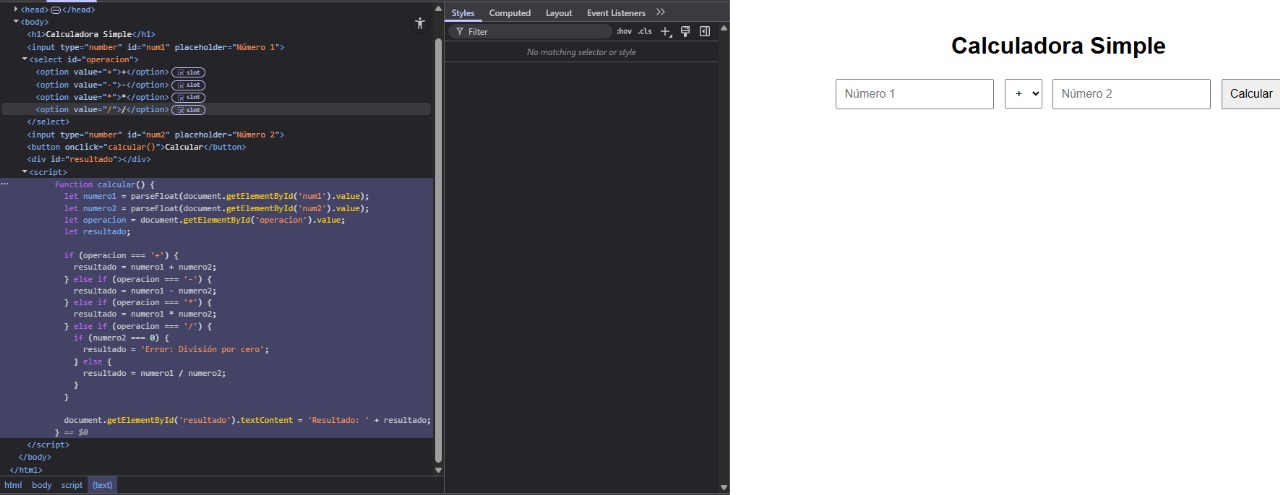 <head> </head>
<body>
<h1>Calculadora Simple</h1>
<input type="number" id="num1" placeholder="Número 1">
<select id="operacion">
<option value="+">+</option> slot
<option value="-">-</option> slot
<option value="*">*</option> slot
<option value="/">/</option> slot
</select>
<input type="number" id="num2" placeholder="Número 2">
<button onclick="calcular()">Calcular</button>
<div id="resultado"></div>
<script>
function calcular() {
let numero1 = parseFloat(document.getElementById('num1').value);
let numero2 = parseFloat(document.getElementById('num2').value);
let operacion = document.getElementById('operacion').value;
let resultado;
if (operacion === '+') {
resultado = numero1 + numero2;
} else if (operacion === '-') {
resultado = numero1 - numero2;
} else if (operacion === '*') {
resultado = numero1 * numero2;
} else if (operacion === '/') {
if (numero2 === 0) {
resultado = 'Error: División por cero';
} else {
resultado = numero1 / numero2;
}
}
document.getElementById('resultado').textContent = 'Resultado: ' + resultado;
} == $0
</script>
</body>
</html>
html body script (text)
Styles Computed Layout Event Listeners
Filter :hov .cls
No matching selector or style
Calculadora Simple
Número 1 + Número 2 Calcular